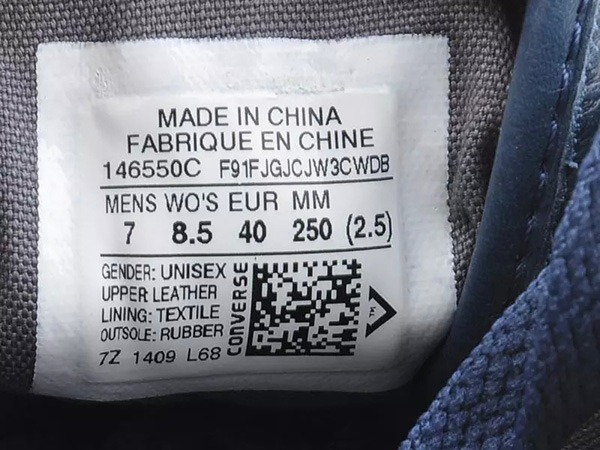 MADE IN CHINA
FABRIQUE EN CHINE
146550C F91FJGJCJW3CWDB
MENS WO'S EUR MM
7 8.5 40 250 (2.5)
GENDER: UNISEX
UPPER LEATHER
LINING: TEXTILE
OUTSOLE: RUBBER
7Z 1409 L68
CONVERSE